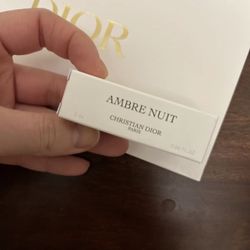 DIOR
AMBRE NUIT
CHRISTIAN DIOR
PARIS